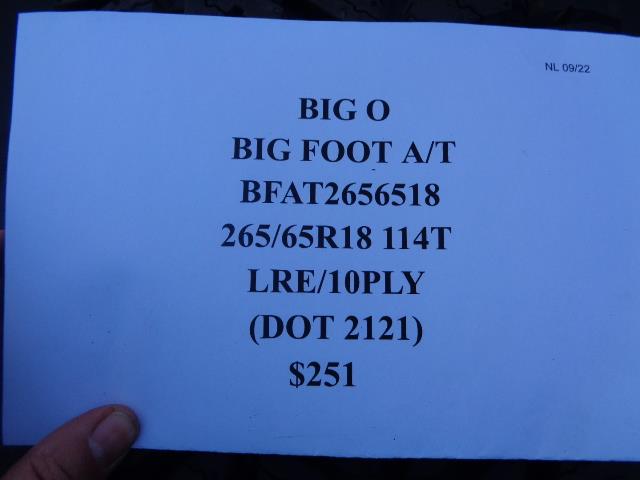 NL 09/22
BIG O
BIG FOOT A/T
BFAT2656518
265/65R18 114T
LRE/10PLY
(DOT 2121)
$251